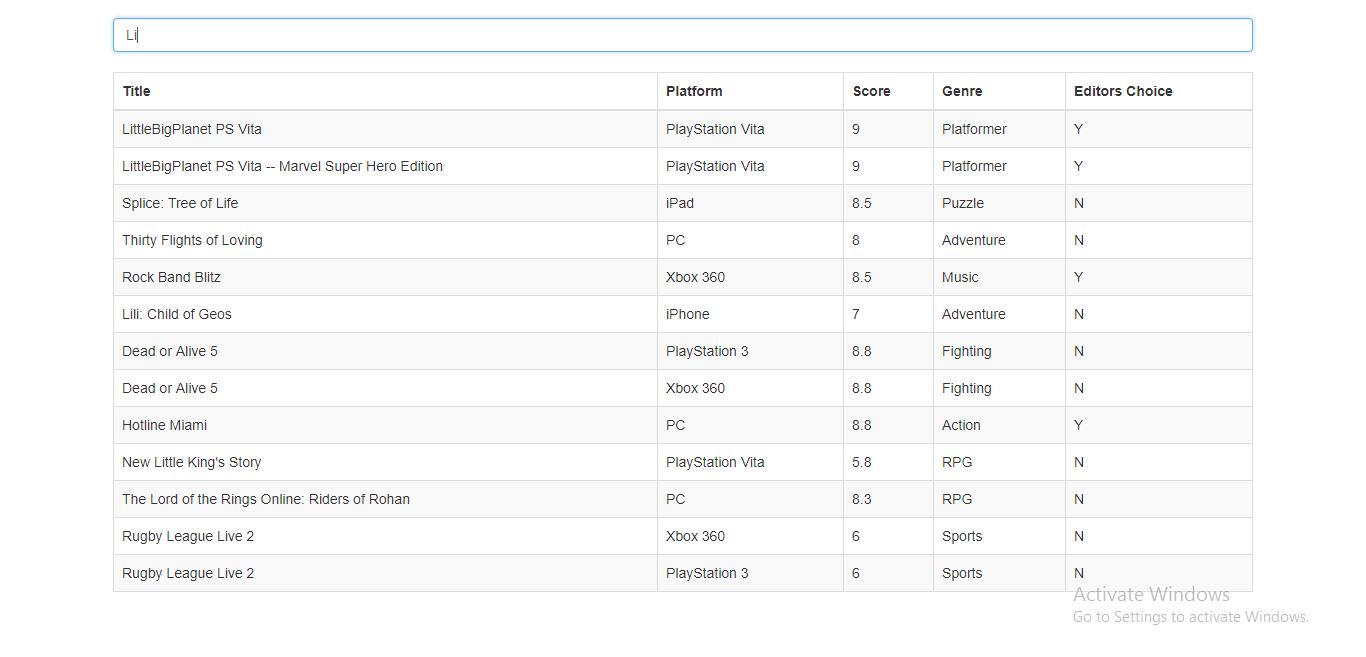 Li
Title Platform Score Genre Editors Choice
LittleBigPlanet PS Vita PlayStation Vita 9 Platformer Y
LittleBigPlanet PS Vita -- Marvel Super Hero Edition PlayStation Vita 9 Platformer Y
Splice: Tree of Life iPad 8.5 Puzzle N
Thirty Flights of Loving PC 8 Adventure N
Rock Band Blitz Xbox 360 8.5 Music Y
Lili: Child of Geos iPhone 7 Adventure N
Dead or Alive 5 PlayStation 3 8.8 Fighting N
Dead or Alive 5 Xbox 360 8.8 Fighting N
Hotline Miami PC 8.8 Action Y
New Little King's Story PlayStation Vita 5.8 RPG N
The Lord of the Rings Online: Riders of Rohan PC 8.3 RPG N
Rugby League Live 2 Xbox 360 6 Sports N
Rugby League Live 2 PlayStation 3 6 Sports N
Activate Windows
Go to Settings to activate Windows.